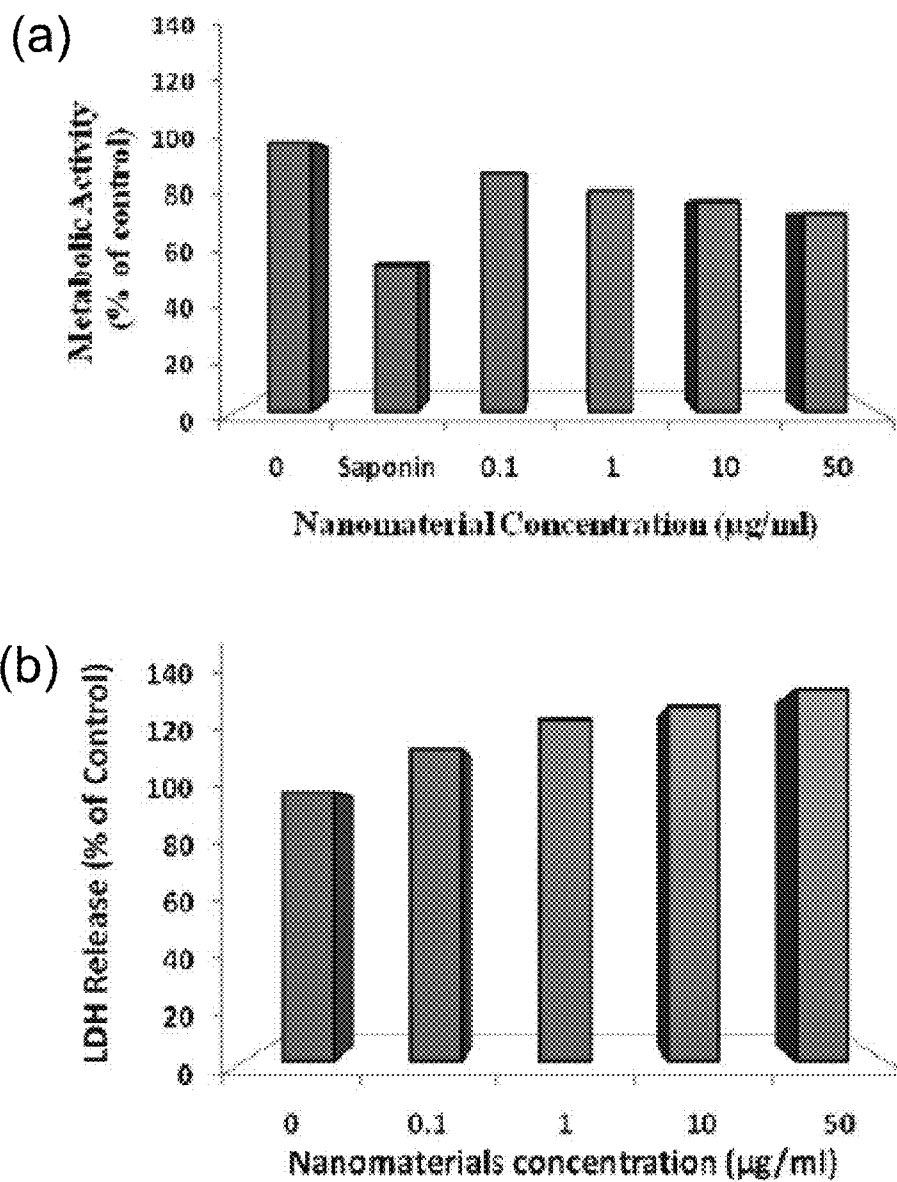 (a)
Metabolic Activity
(% of control)
140
120
100
80
60
40
20
0
0 Saponin 0.1 1 10 50
Nanomaterial Concentration (µg/ml)
(b)
LDH Release (% of Control)
140
120
100
80
60
40
20
0
0 0.1 1 10 50
Nanomaterials concentration (µg/ml)